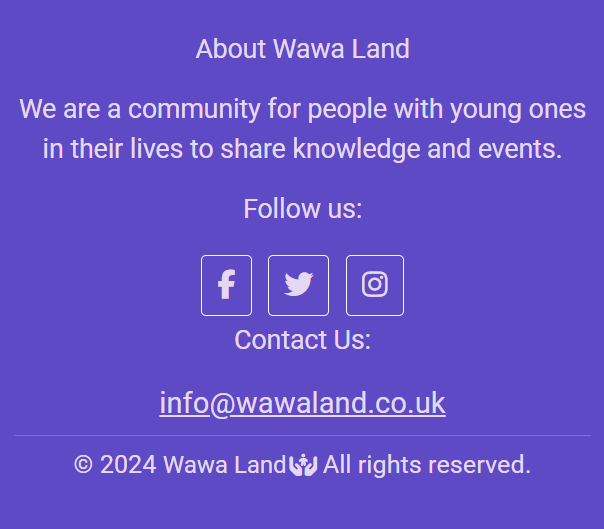 About Wawa Land
We are a community for people with young ones
in their lives to share knowledge and events.
Follow us:
Contact Us:
info@wawaland.co.uk
© 2024 Wawa Land All rights reserved.